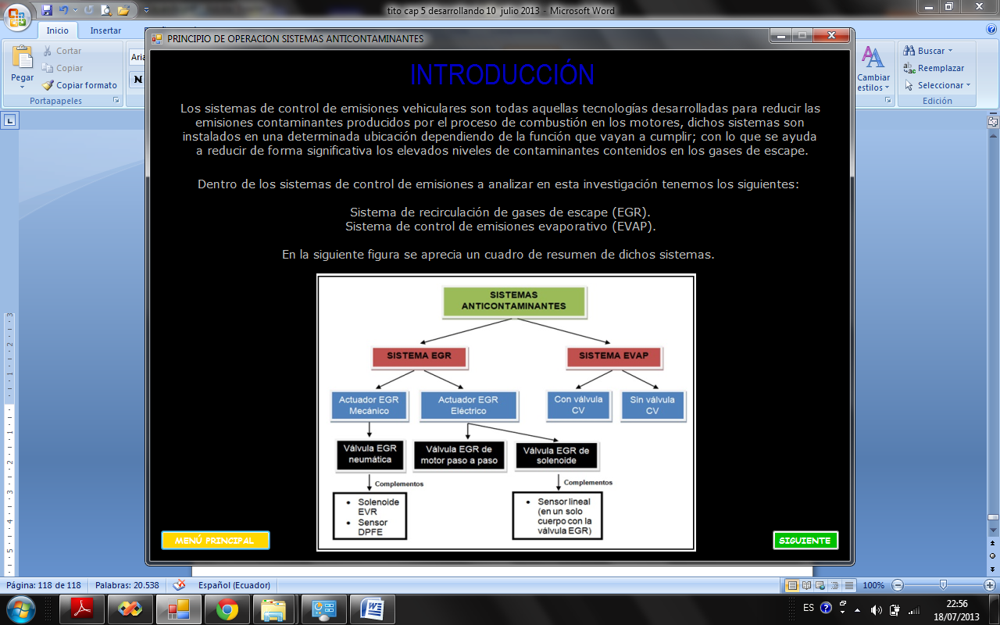 tito cap 5 desarrollando 10 julio 2013 - Microsoft Word
Inicio
Insertar
Pegar
Cortar
Copiar
Copiar formato
Portapapeles
Aria
N
Cambiar
estilos
Buscar
Reemplazar
Seleccionar
Edición
PRINCIPIO DE OPERACION SISTEMAS ANTICONTAMINANTES
INTRODUCCIÓN
Los sistemas de control de emisiones vehiculares son todas aquellas tecnologías desarrolladas para reducir las
emisiones contaminantes producidos por el proceso de combustión en los motores, dichos sistemas son
instalados en una determinada ubicación dependiendo de la función que vayan a cumplir; con lo que se ayuda
a reducir de forma significativa los elevados niveles de contaminantes contenidos en los gases de escape.
Dentro de los sistemas de control de emisiones a analizar en esta investigación tenemos los siguientes:
Sistema de recirculación de gases de escape (EGR).
Sistema de control de emisiones evaporativo (EVAP).
En la siguiente figura se aprecia un cuadro de resumen de dichos sistemas.
SISTEMAS
ANTICONTAMINANTES
SISTEMA EGR
SISTEMA EVAP
Actuador EGR
Mecánico
Actuador EGR
Eléctrico
Con válvula
CV
Sin válvula
CV
Válvula EGR
neumática
Válvula EGR de
motor paso a paso
Válvula EGR de
solenoide
Complementos
Complementos
• Solenoide
EVR
• Sensor
DPFE
• Sensor lineal
(en un solo
cuerpo con la
válvula EGR)
MENÚ PRINCIPAL
SIGUIENTE
Página: 118 de 118
Palabras: 20.538
Español (Ecuador)
100%
ES
22:56
18/07/2013